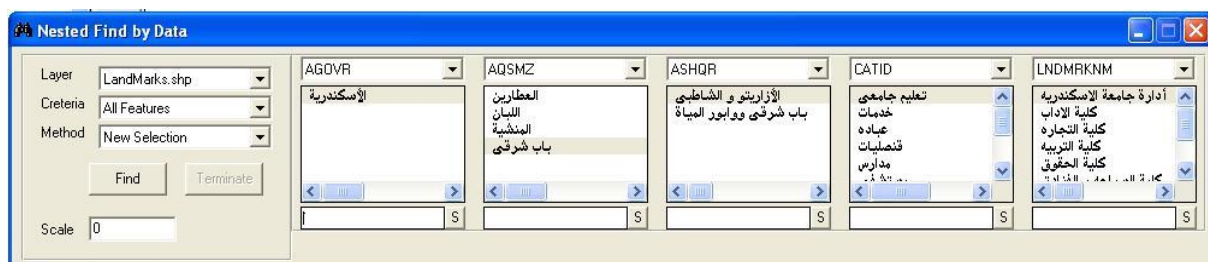 Nested Find by Data
Layer LandMarks.shp
Creteria All Features
Method New Selection
Find Terminate
Scale 0
AGOVR
الأسكندرية
S
AQSMZ
العطارين
اللبان
المنشية
باب شرقى
S
ASHQR
الأزاريتو و الشاطبى
باب شرقى ووابور المياة
S
CATID
تعليم جامعى
خدمات
عباده
قنصليات
مدارس
S
LNDMRKNM
أدارة جامعة الاسكندريه
كلية الاداب
كلية التجاره
كلية التربيه
كلية الحقوق
S